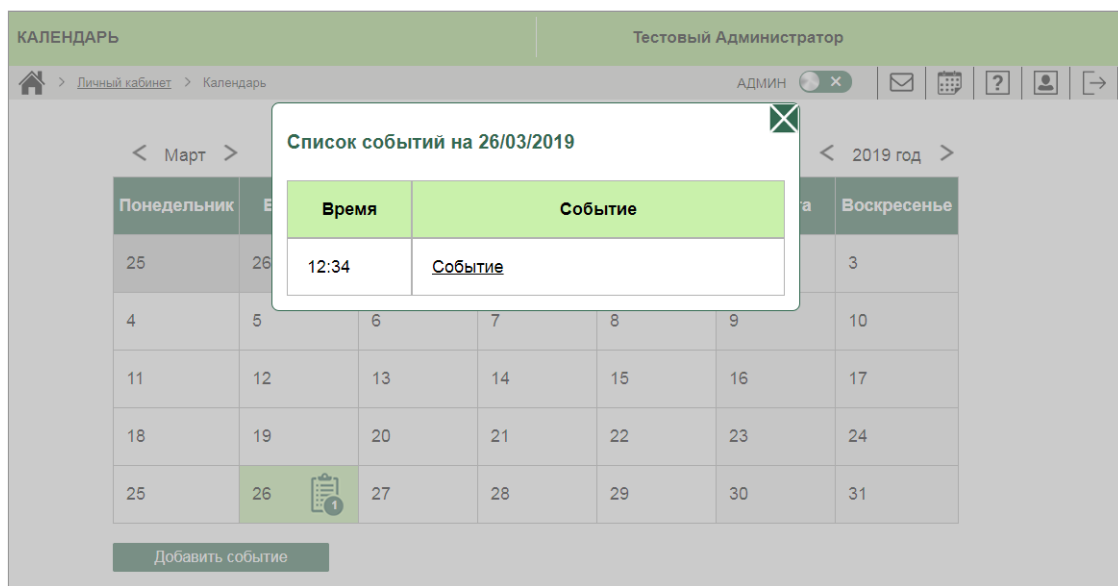 КАЛЕНДАРЬ Тестовый Администратор
> Личный кабинет > Календарь АДМИН
Список событий на 26/03/2019
< Март > < 2019 год >
Понедельник Воскресенье
Время Событие
25 26 3
12:34 Событие
4 5 6 7 8 9 10
11 12 13 14 15 16 17
18 19 20 21 22 23 24
25 26 1 27 28 29 30 31
Добавить событие